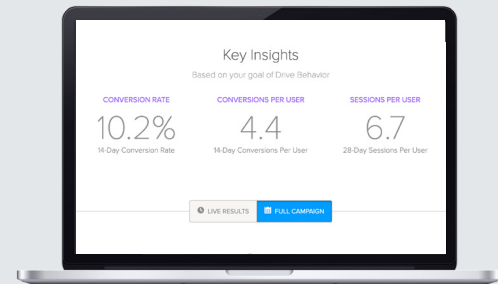 Key Insights
Based on your goal of Drive Behavior
CONVERSION RATE
10.2%
14-Day Conversion Rate
CONVERSIONS PER USER
4.4
14-Day Conversions Per User
SESSIONS PER USER
6.7
28-Day Sessions Per User
LIVE RESULTS
FULL CAMPAIGN